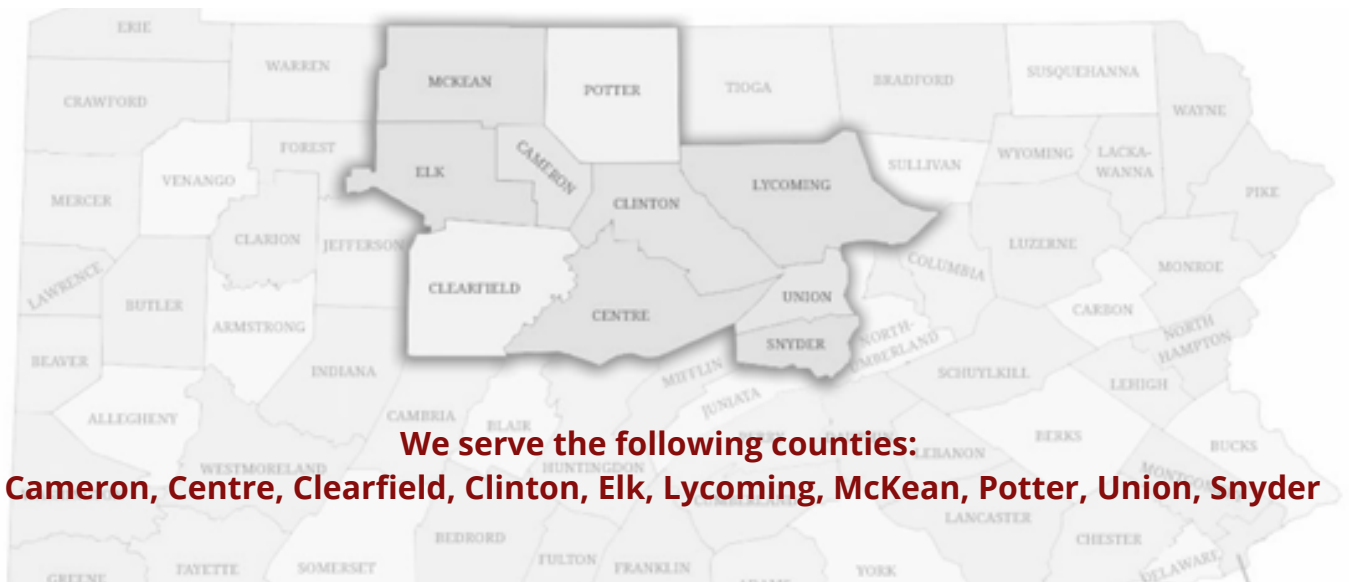 ERIE
WARREN
MCKEAN
POTTER
TIOGA
BRADFORD
SUSQUEHANNA
CRAWFORD
WAYNE
FOREST
ELK
CAMERON
SULLIVAN
WYOMING
LACKA-
WANNA
MERCER
VENANGO
CLINTON
LYCOMING
PIKE
CLARION
JEFFERSON
LUZERNE
COLUMBIA
MONROE
LAWRENCE
BUTLER
ARMSTRONG
CLEARFIELD
CENTRE
UNION
CARBON
SNYDER
NORTH-
UMBERLAND
NORTH
HAMPTON
BEAVER
INDIANA
MIFFLIN
JUNIATA
SCHUYLKILL
LEHIGH
ALLEGHENY
CAMBRIA
BLAIR
PERRY
LEBANON
BERKS
BUCKS
We serve the following counties:
WESTMORELAND
HUNTINGDON
Cameron, Centre, Clearfield, Clinton, Elk, Lycoming, McKean, Potter, Union, Snyder
CUMBERLAND
LANCASTER
CHESTER
BEDRORD
FULTON
FRANKLIN
YORK
DELAWARE
SOMERSET
FAYETTE
GREENE
ADAMS